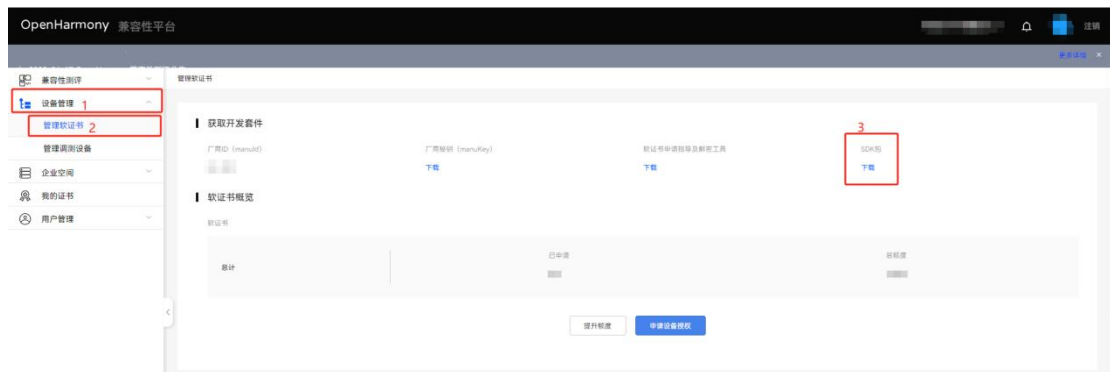 OpenHarmony 兼容性平台
注销
更多详情 ×
兼容性测评
设备管理 1
管理软证书 2
管理调测设备
企业空间
我的证书
用户管理
管理软证书
获取开发套件
3
厂商ID (manuId)
厂商秘钥 (manuKey)
软证书申请指导及解密工具
SDK包
下载
下载
下载
软证书概览
软证书
总计
已申请
总额度
提升额度
申请设备授权